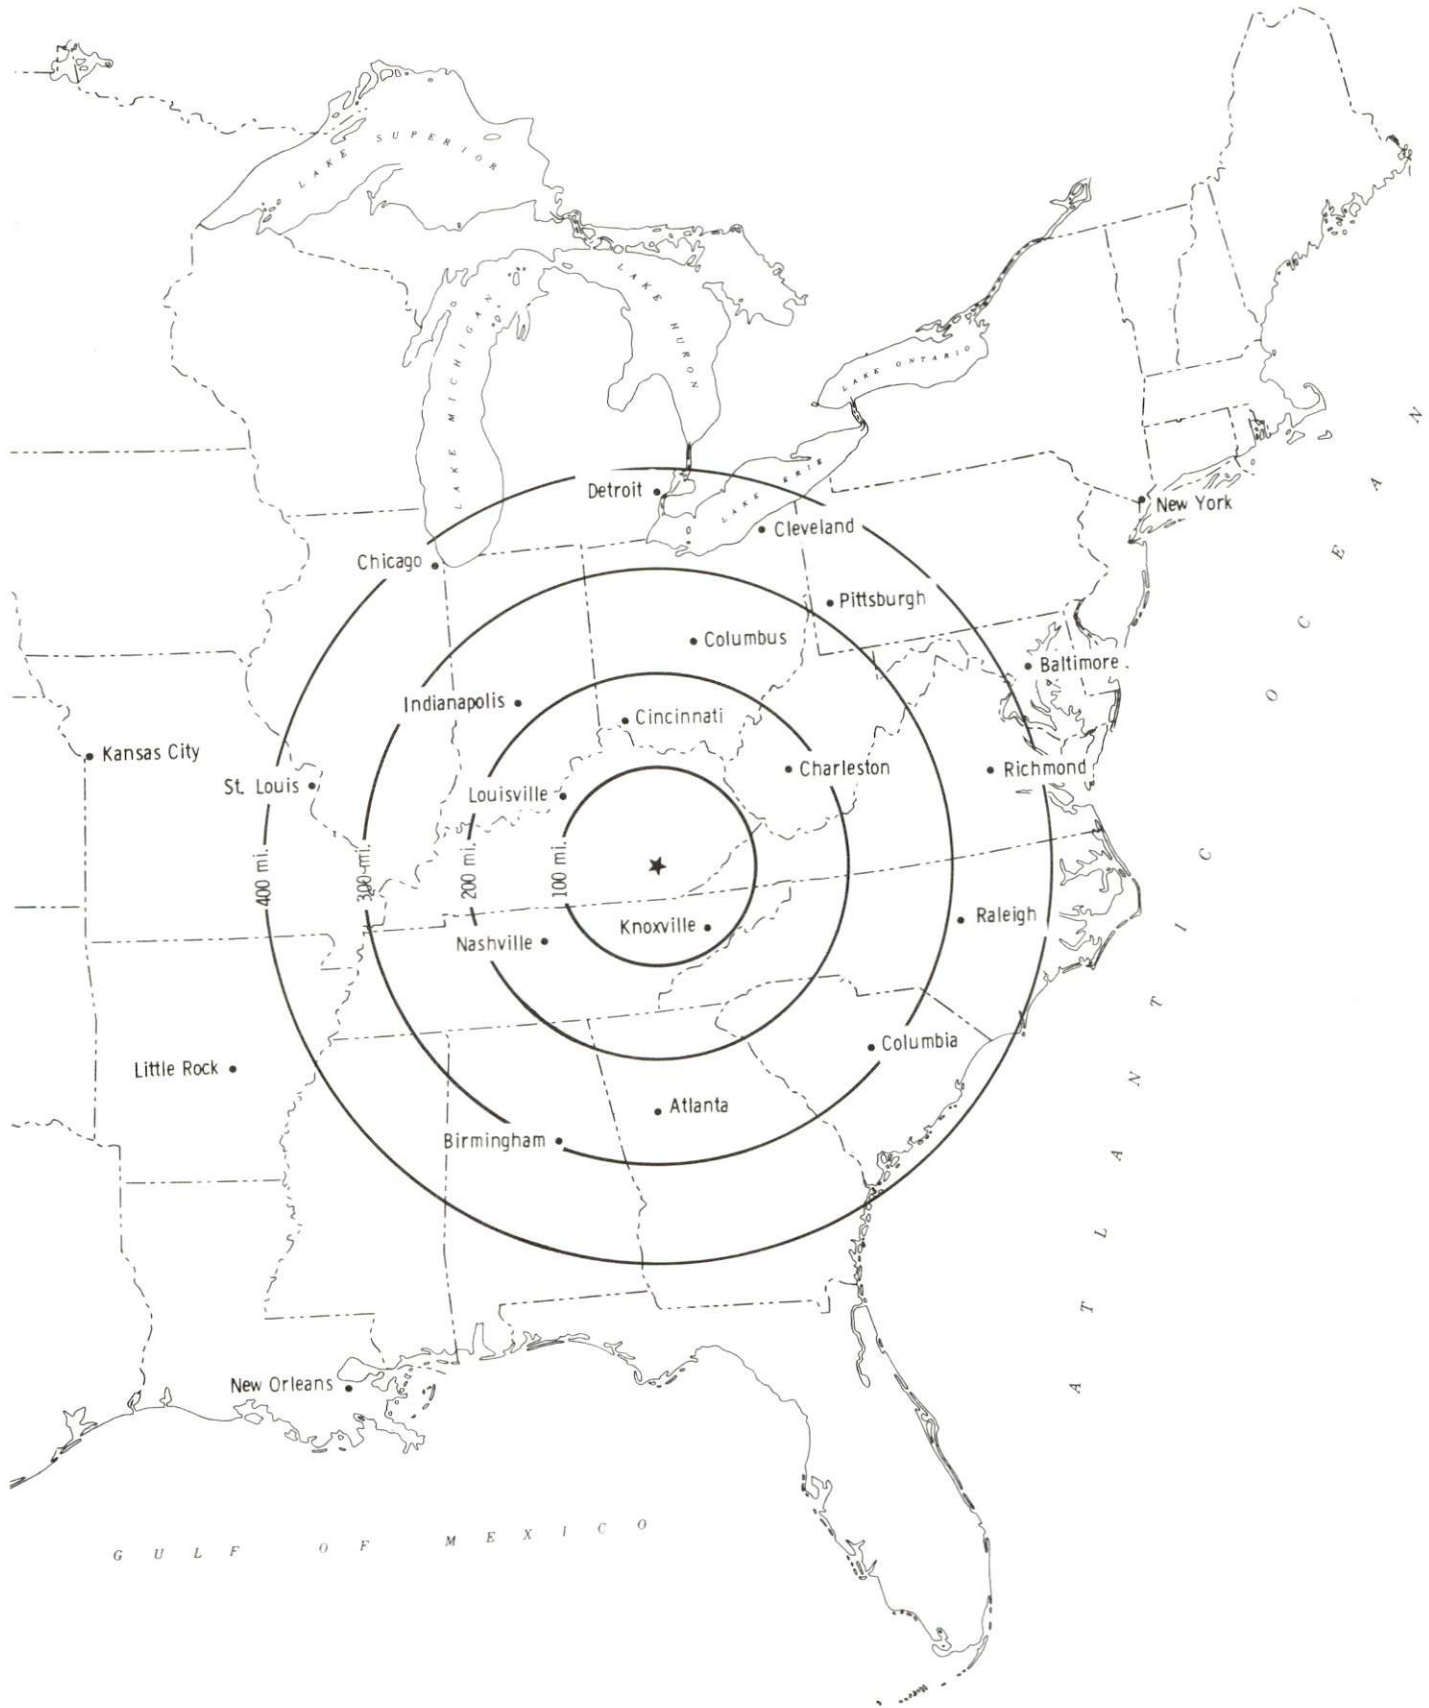 LAKE SUPERIOR
LAKE MICHIGAN
LAKE HURON
LAKE ONTARIO
LAKE ERIE
Detroit
New York
Cleveland
Chicago
Pittsburgh
Columbus
Baltimore
Indianapolis
Cincinnati
Kansas City
Charleston
Richmond
St. Louis
Louisville
400 mi.
300 mi.
200 mi.
100 mi.
Raleigh
Knoxville
Nashville
Columbia
Little Rock
Atlanta
Birmingham
New Orleans
ATLANTIC OCEAN
GULF OF MEXICO